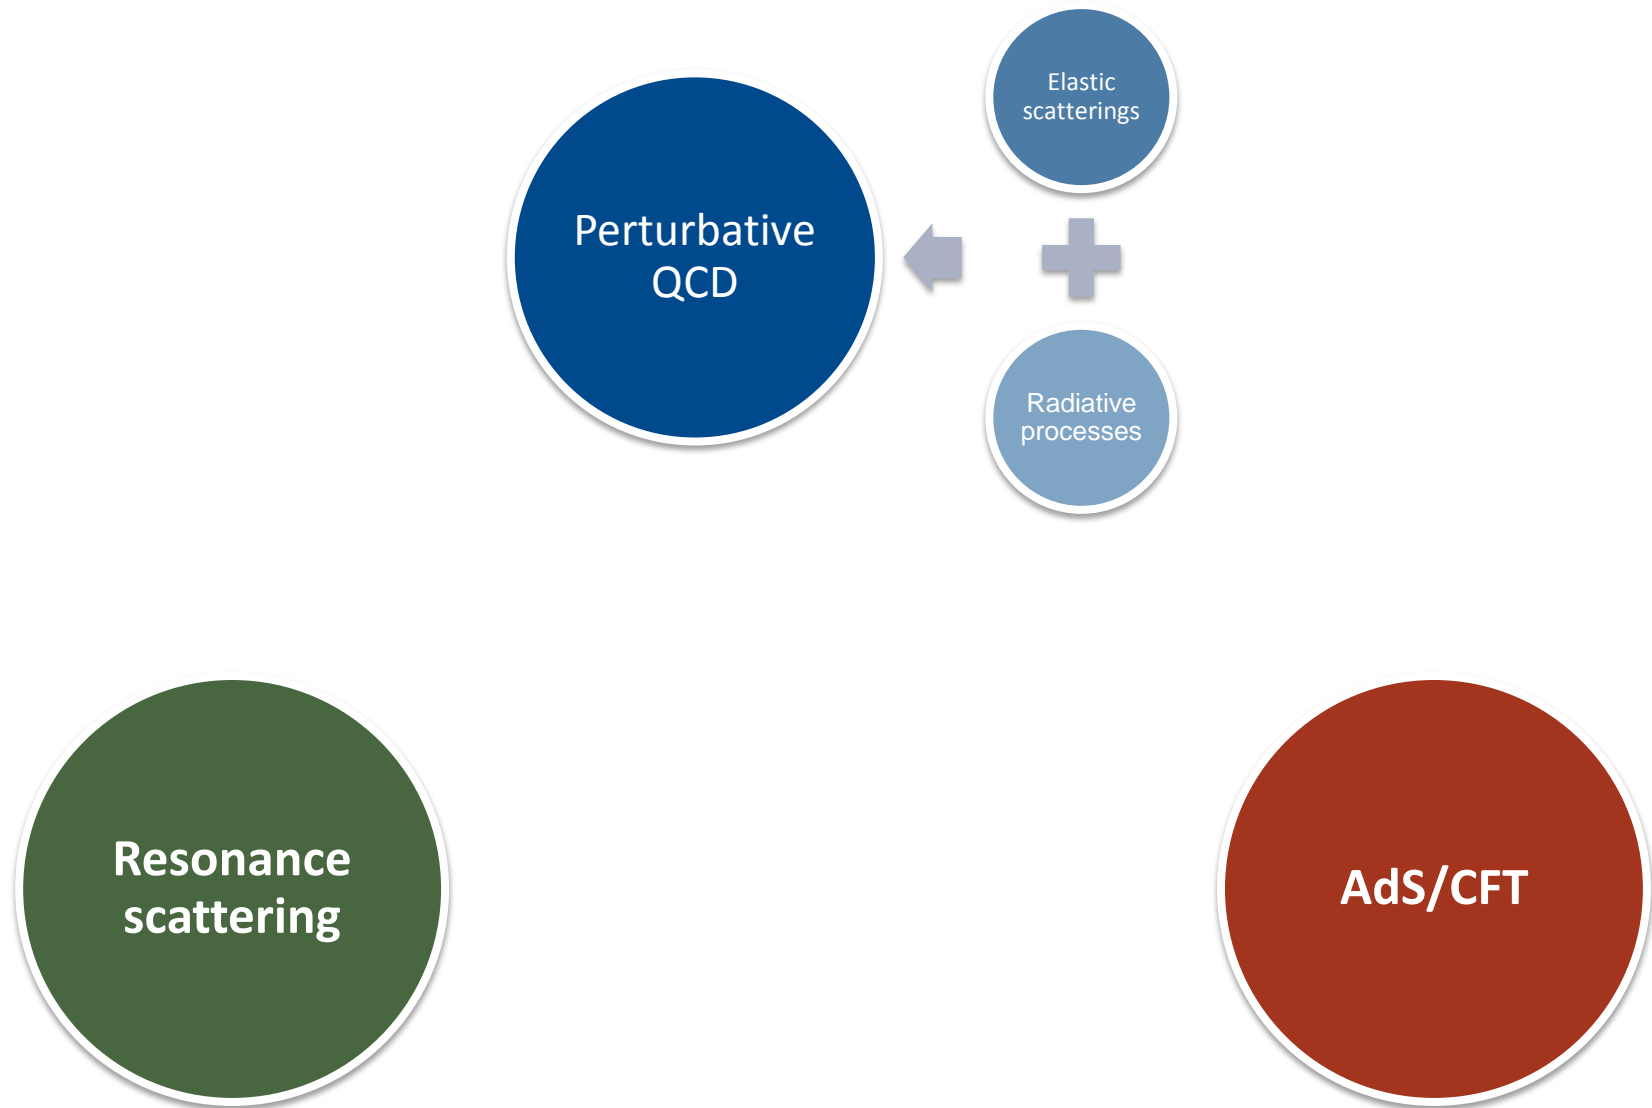 Elastic
scatterings
Perturbative
QCD
Radiative
processes
Resonance
scattering
AdS/CFT